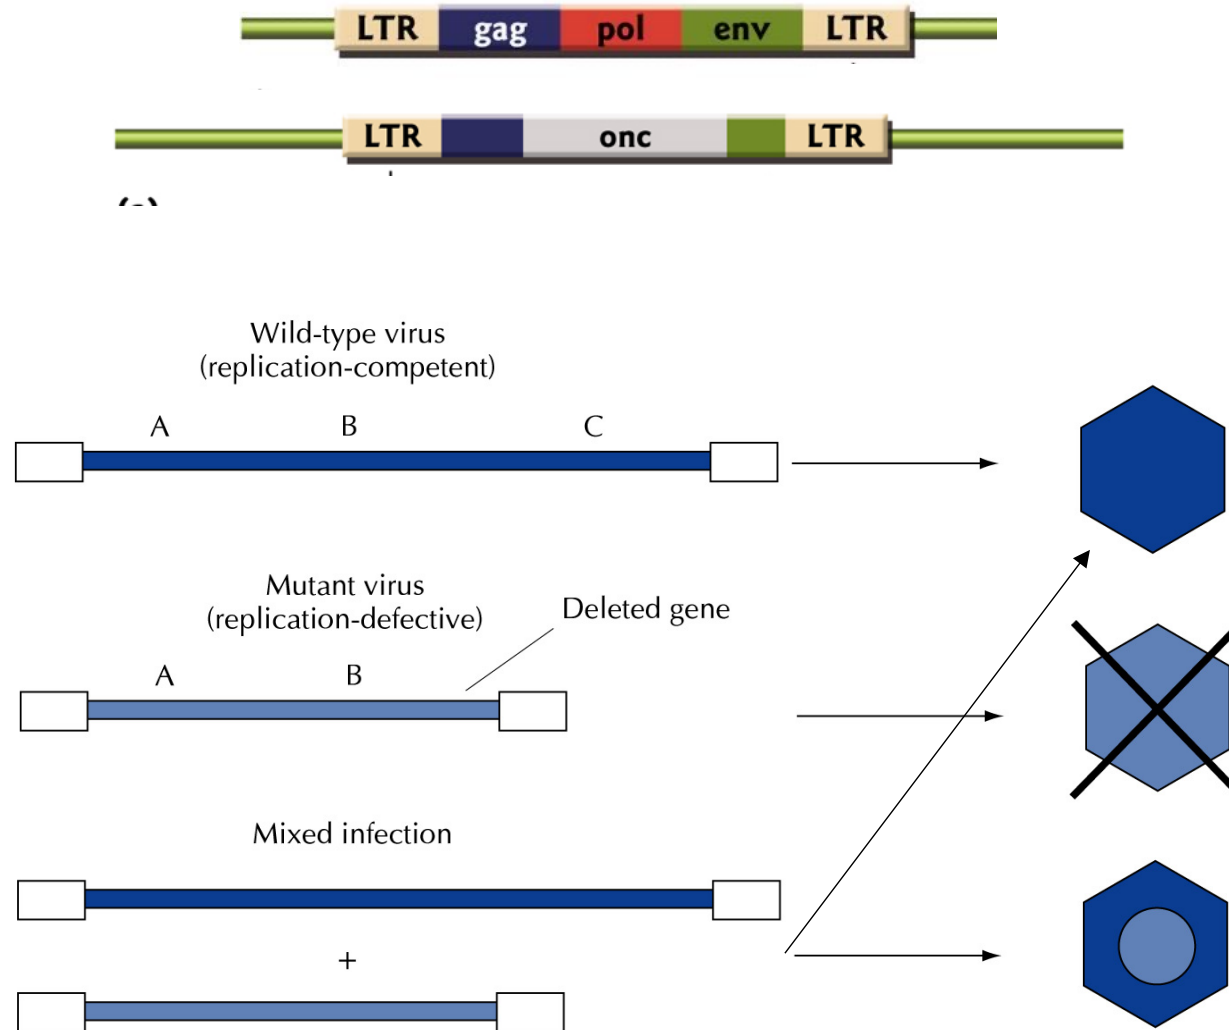 LTR gag pol env LTR
LTR onc LTR
Wild-type virus
(replication-competent)
A B C
Mutant virus
(replication-defective)
Deleted gene
A B
Mixed infection
+